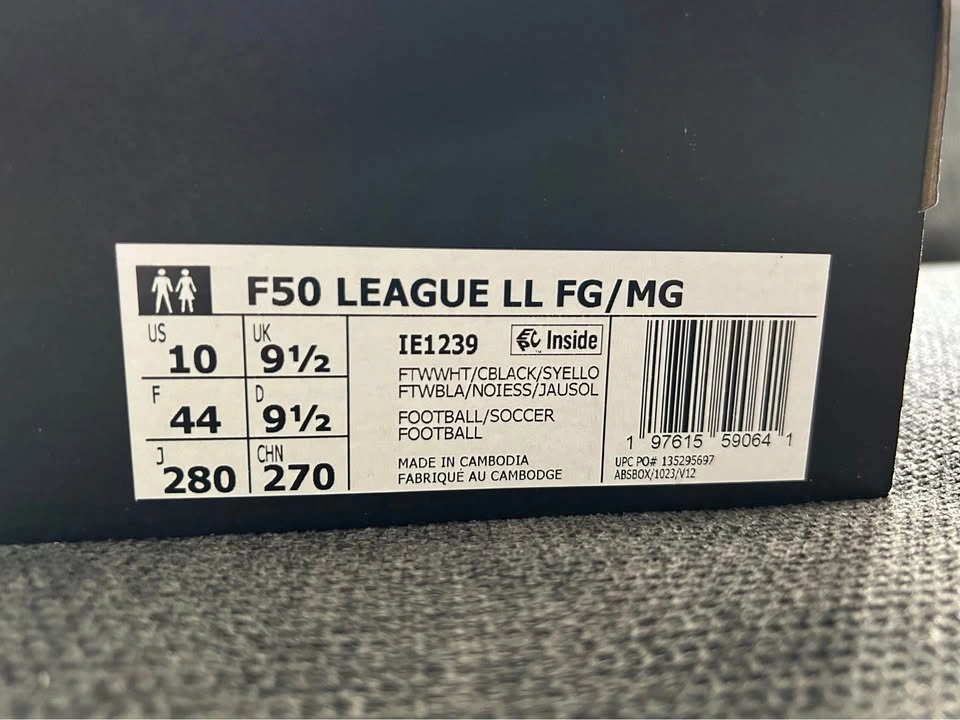 F50 LEAGUE LL FG/MG
US 10
UK 9½
F 44
D 9½
J 280
CHN 270
IE1239
Inside
FTWWHT/CBLACK/SYELLO
FTWBLA/NOIESS/JAUSOL
FOOTBALL/SOCCER
FOOTBALL
MADE IN CAMBODIA
FABRIQUÉ AU CAMBODGE
1 97615 59064 1
UPC PO# 135295697
ABSBOX/1023/V12